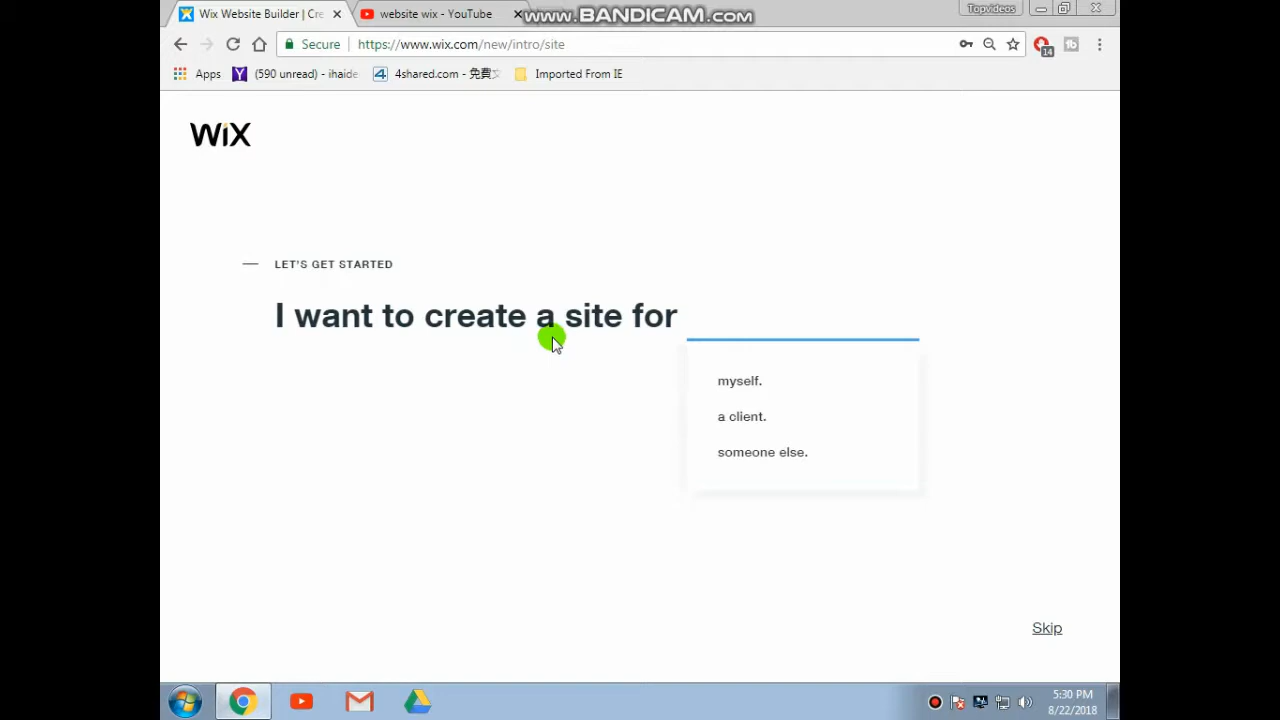 Wix Website Builder | Cre
website wix - YouTube
www.BANDICAM.com
Topvideos
Secure
https://www.wix.com/new/intro/site
14
Apps
(590 unread) - ihaide
4shared.com - 免費文
Imported From IE
WiX
LET'S GET STARTED
I want to create a site for
myself.
a client.
someone else.
Skip
5:30 PM
8/22/2018